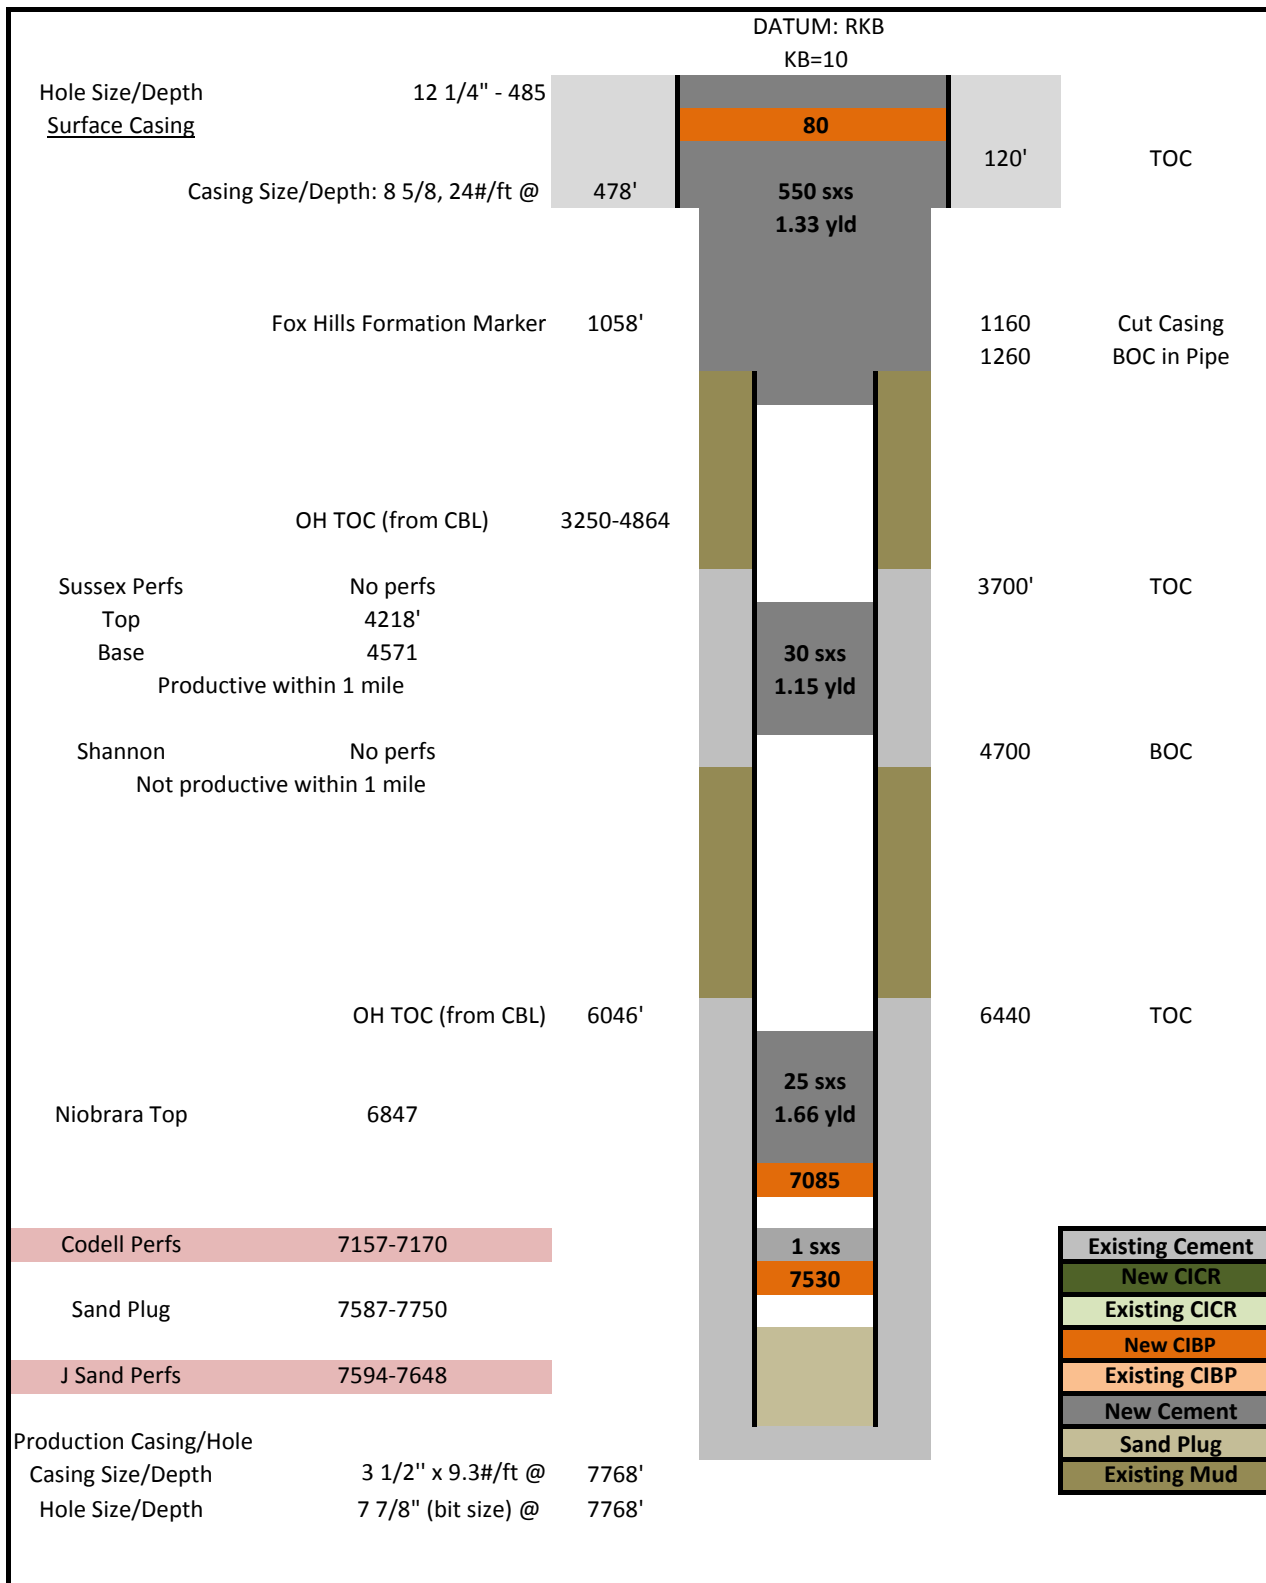 DATUM: RKB
KB=10
Hole Size/Depth 12 1/4" - 485
Surface Casing 80
120' TOC
Casing Size/Depth: 8 5/8, 24#/ft @ 478' 550 sxs
1.33 yld
Fox Hills Formation Marker 1058' 1160 Cut Casing
1260 BOC in Pipe
OH TOC (from CBL) 3250-4864
Sussex Perfs No perfs 3700' TOC
Top 4218'
Base 4571 30 sxs
Productive within 1 mile 1.15 yld
Shannon No perfs 4700 BOC
Not productive within 1 mile
OH TOC (from CBL) 6046' 6440 TOC
25 sxs
Niobrara Top 6847 1.66 yld
7085
Codell Perfs 7157-7170 1 sxs Existing Cement
7530 New CICR
Sand Plug 7587-7750 Existing CICR
New CIBP
J Sand Perfs 7594-7648 Existing CIBP
New Cement
Production Casing/Hole Sand Plug
Casing Size/Depth 3 1/2'' x 9.3#/ft @ 7768' Existing Mud
Hole Size/Depth 7 7/8" (bit size) @ 7768'